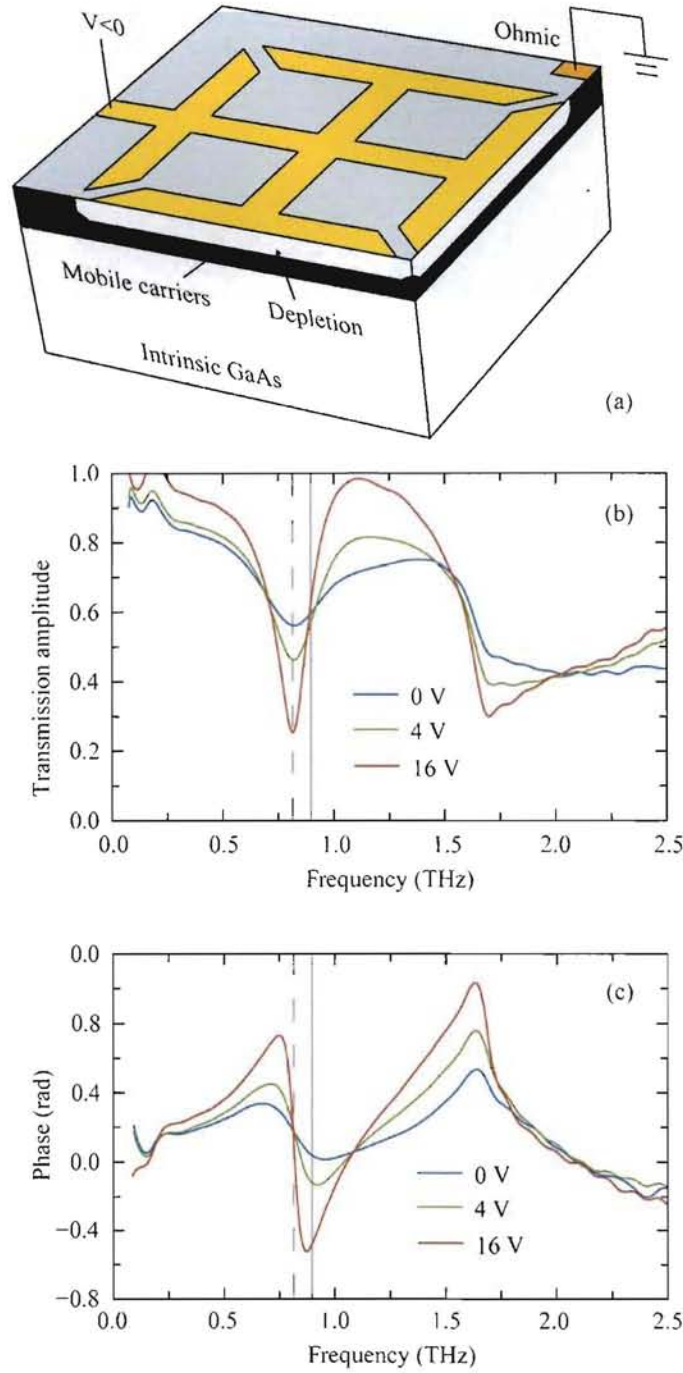 V<0
Ohmic
Mobile carriers
Depletion
Intrinsic GaAs
(a)
1.0
0.8
0.6
0.4
0.2
0.0
Transmission amplitude
(b)
0 V
4 V
16 V
0.0 0.5 1.0 1.5 2.0 2.5
Frequency (THz)
0.0
0.8
0.4
0.0
−0.4
−0.8
Phase (rad)
(c)
0 V
4 V
16 V
0.0 0.5 1.0 1.5 2.0 2.5
Frequency (THz)